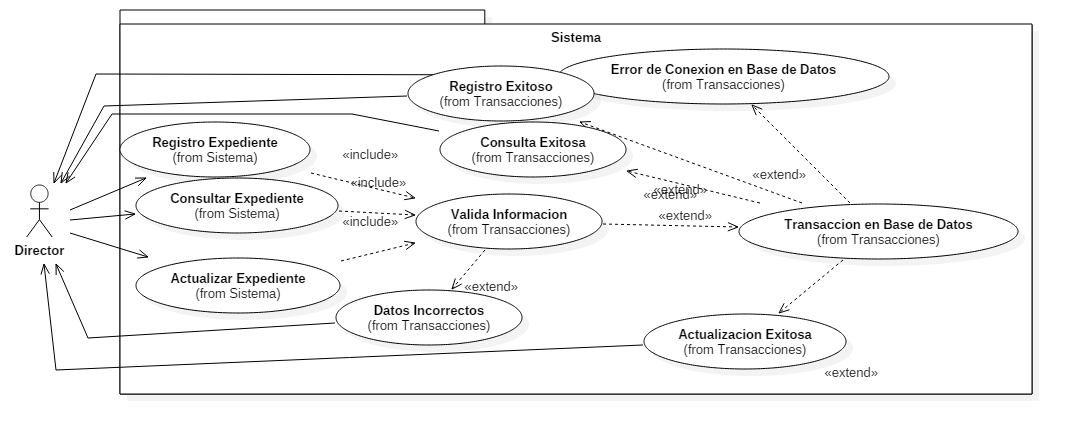 Sistema
Error de Conexion en Base de Datos
(from Transacciones)
Registro Exitoso
(from Transacciones)
Registro Expediente
(from Sistema)
«include»
Consulta Exitosa
(from Transacciones)
«extend»
«include»
«extend»
«extend»
Consultar Expediente
(from Sistema)
«include»
Valida Informacion
(from Transacciones)
«extend»
Transaccion en Base de Datos
(from Transacciones)
Director
Actualizar Expediente
(from Sistema)
«extend»
Datos Incorrectos
(from Transacciones)
Actualizacion Exitosa
(from Transacciones)
«extend»